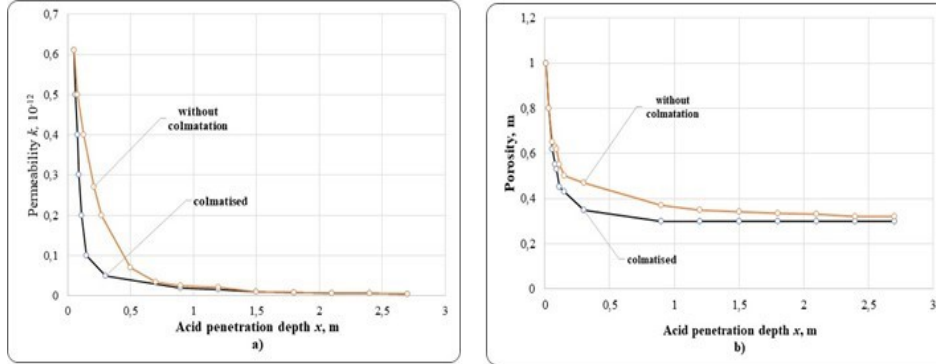 0,7
0,6
0,5
0,4
0,3
0,2
0,1
0
Permeability k, 10⁻¹²
without
colmatation
colmatised
0 0,5 1 1,5 2 2,5 3
Acid penetration depth x, m
a)
1,2
1
0,8
0,6
0,4
0,2
0
Porosity, m
without
colmatation
colmatised
0 0,5 1 1,5 2 2,5 3
Acid penetration depth x, m
b)